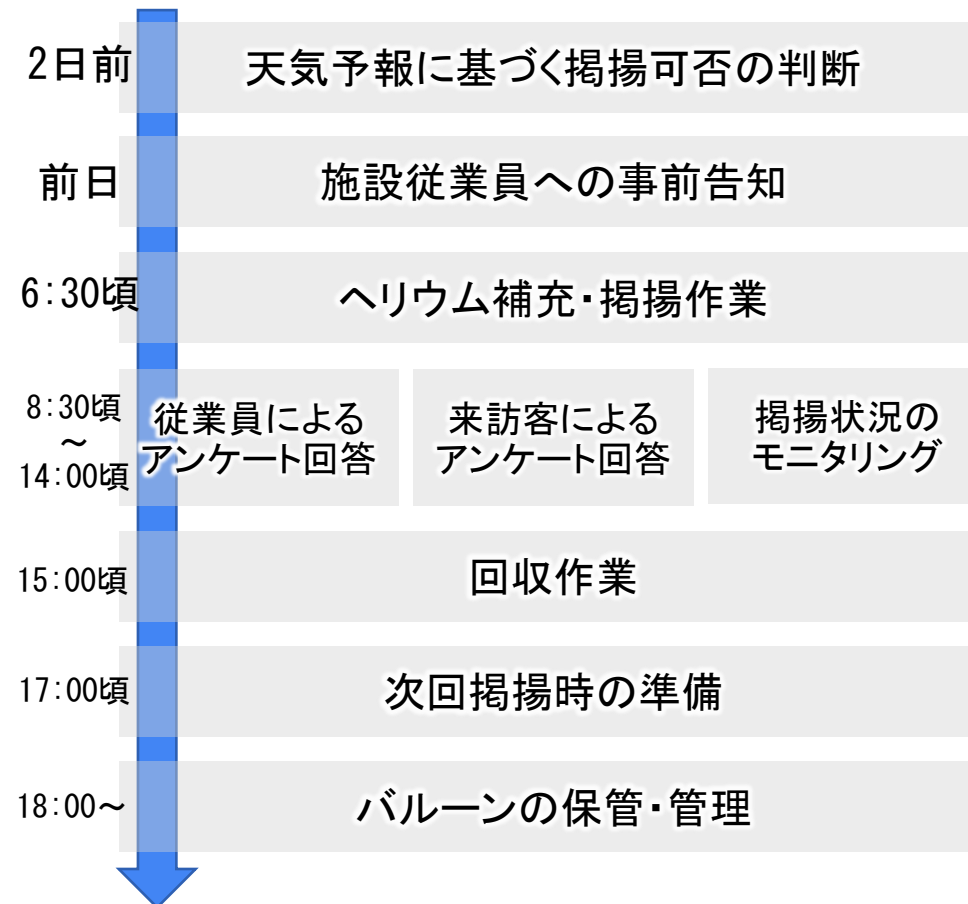 2日前
天気予報に基づく掲揚可否の判断
前日
施設従業員への事前告知
6:30頃
ヘリウム補充・掲揚作業
8:30頃
～
14:00頃
従業員による
アンケート回答
来訪客による
アンケート回答
掲揚状況の
モニタリング
15:00頃
回収作業
17:00頃
次回掲揚時の準備
18:00～
バルーンの保管・管理